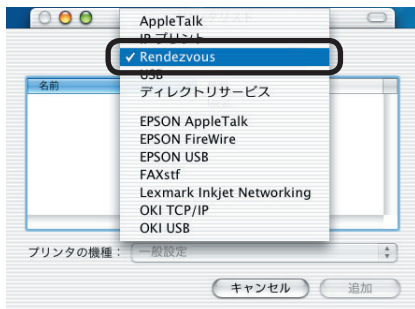 AppleTalk
IP プリント
✓ Rendezvous
USB
ディレクトリサービス
EPSON AppleTalk
EPSON FireWire
EPSON USB
FAXstf
Lexmark Inkjet Networking
OKI TCP/IP
OKI USB
名前
プリンタの機種： 一般設定
キャンセル 追加